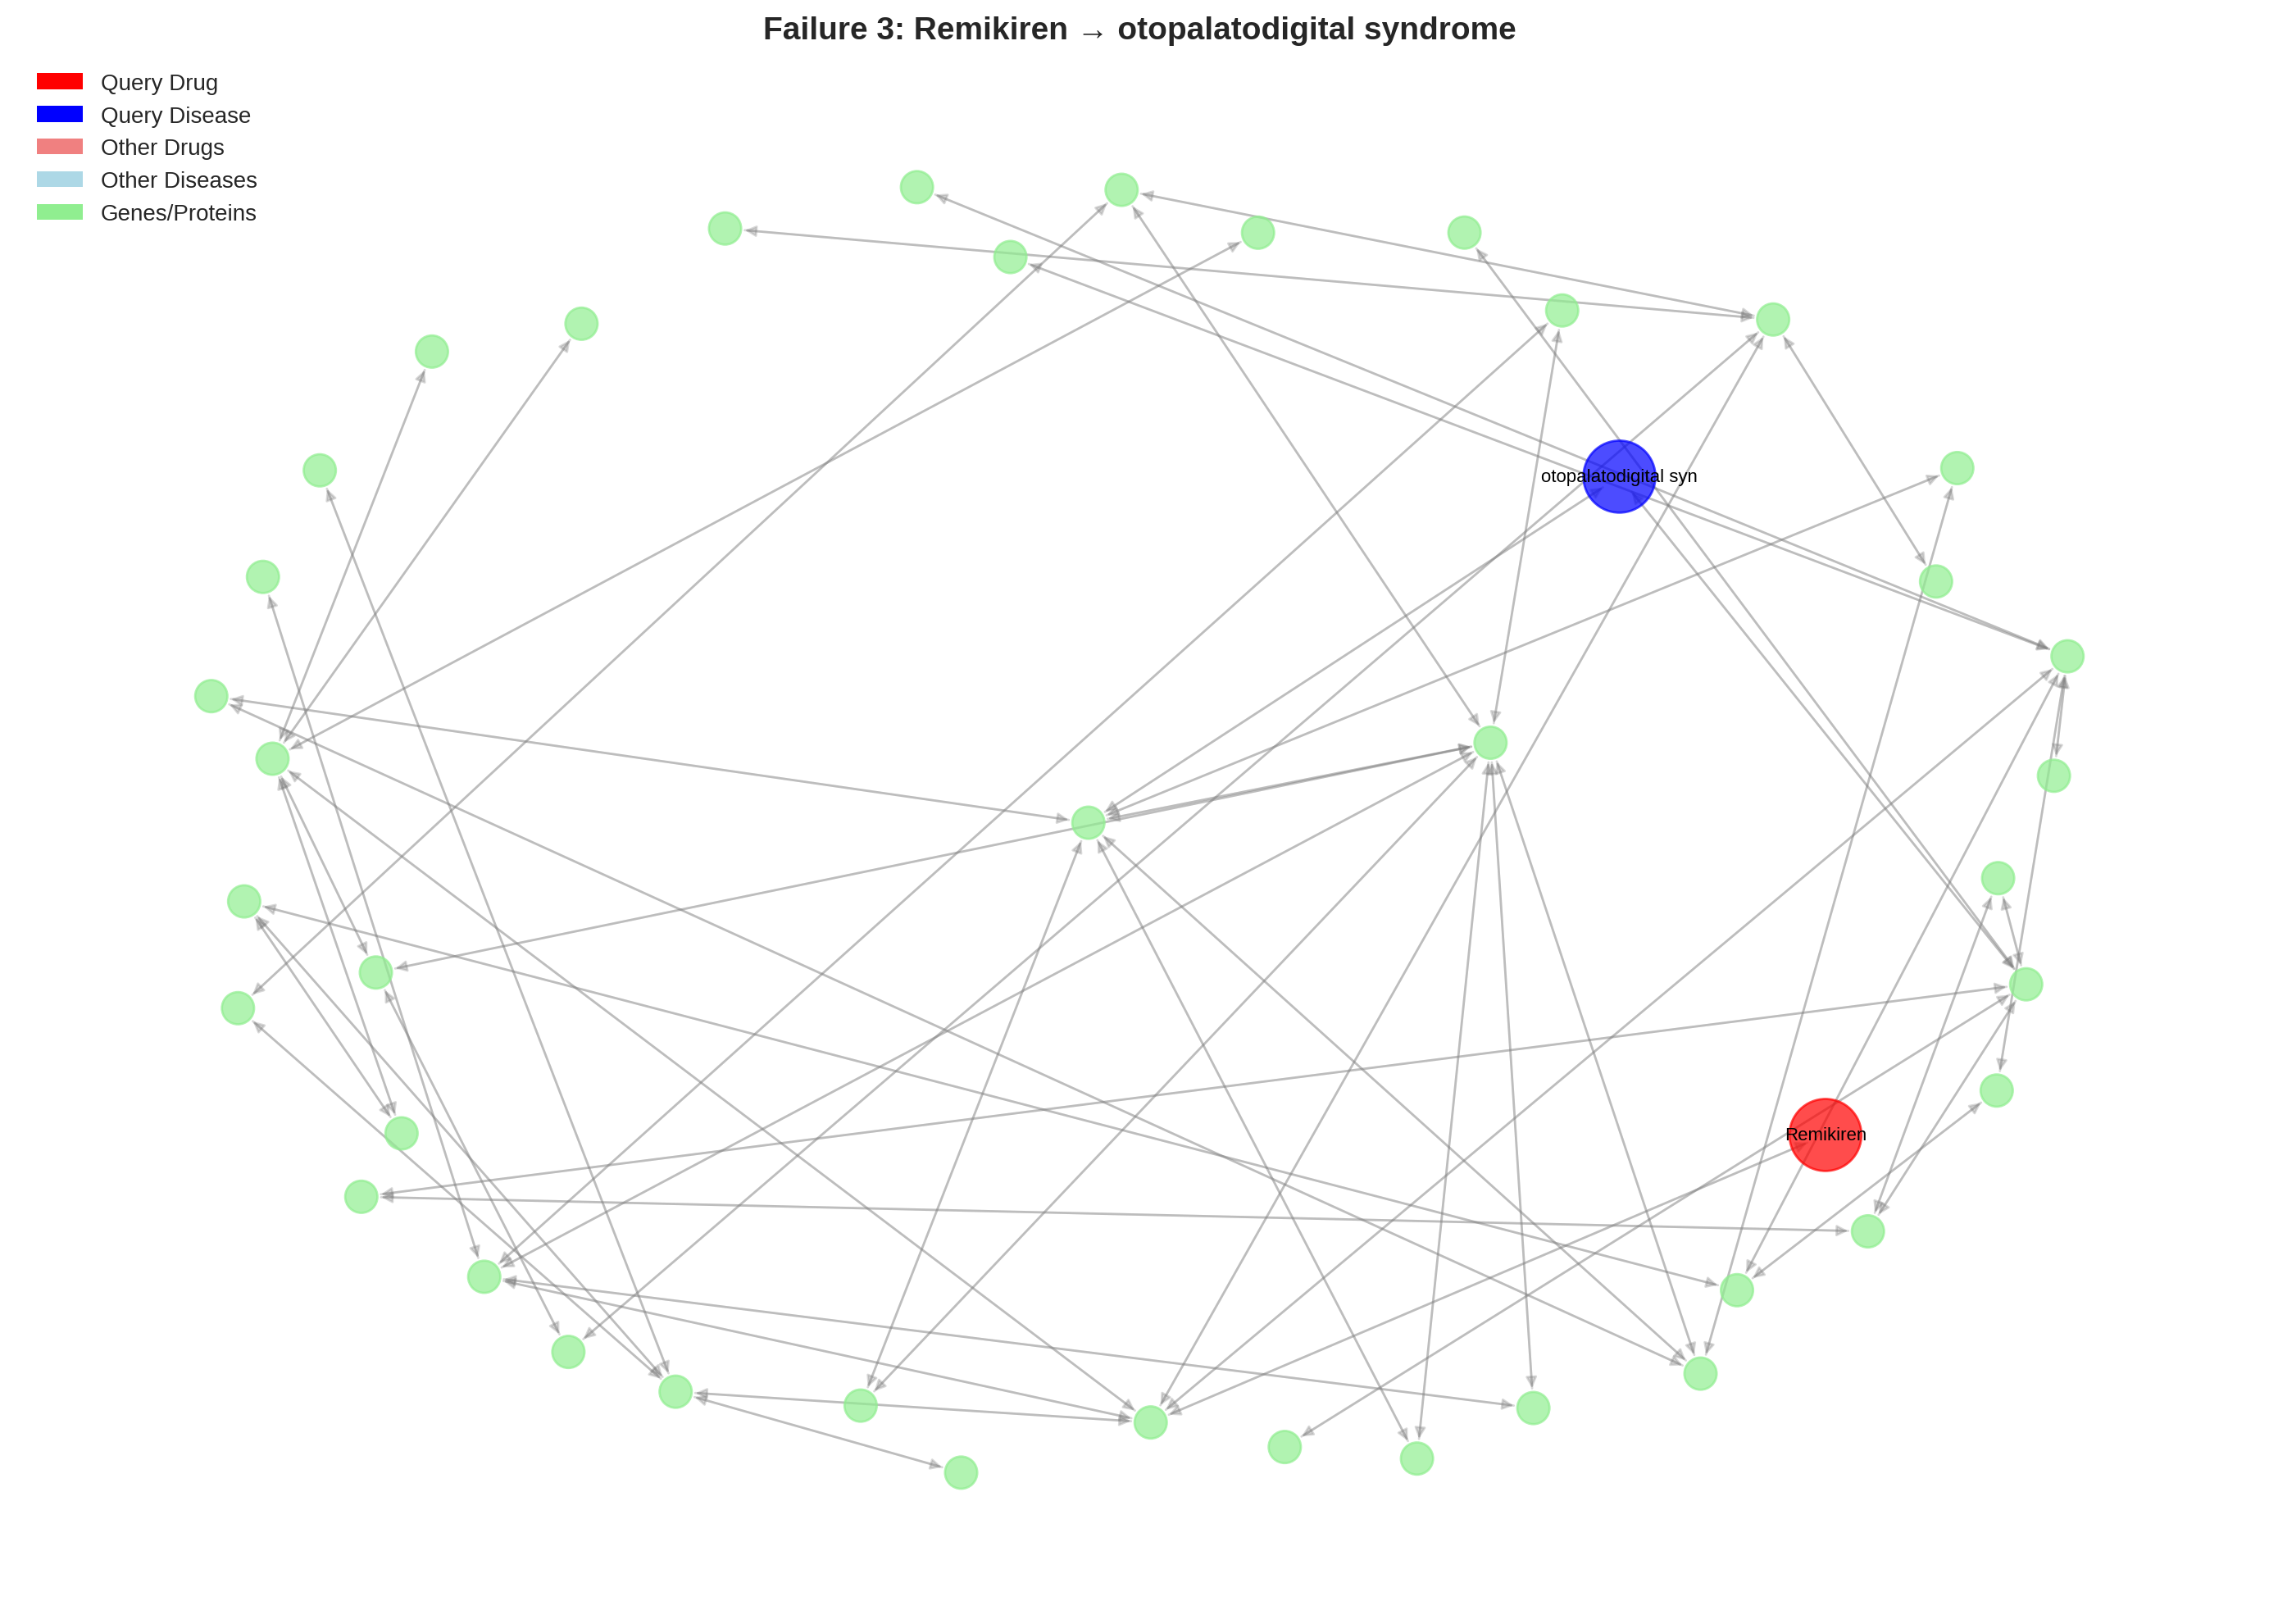 Failure 3: Remikiren → otopalatodigital syndrome
Query Drug
Query Disease
Other Drugs
Other Diseases
Genes/Proteins
otopalatodigital syn
Remikiren